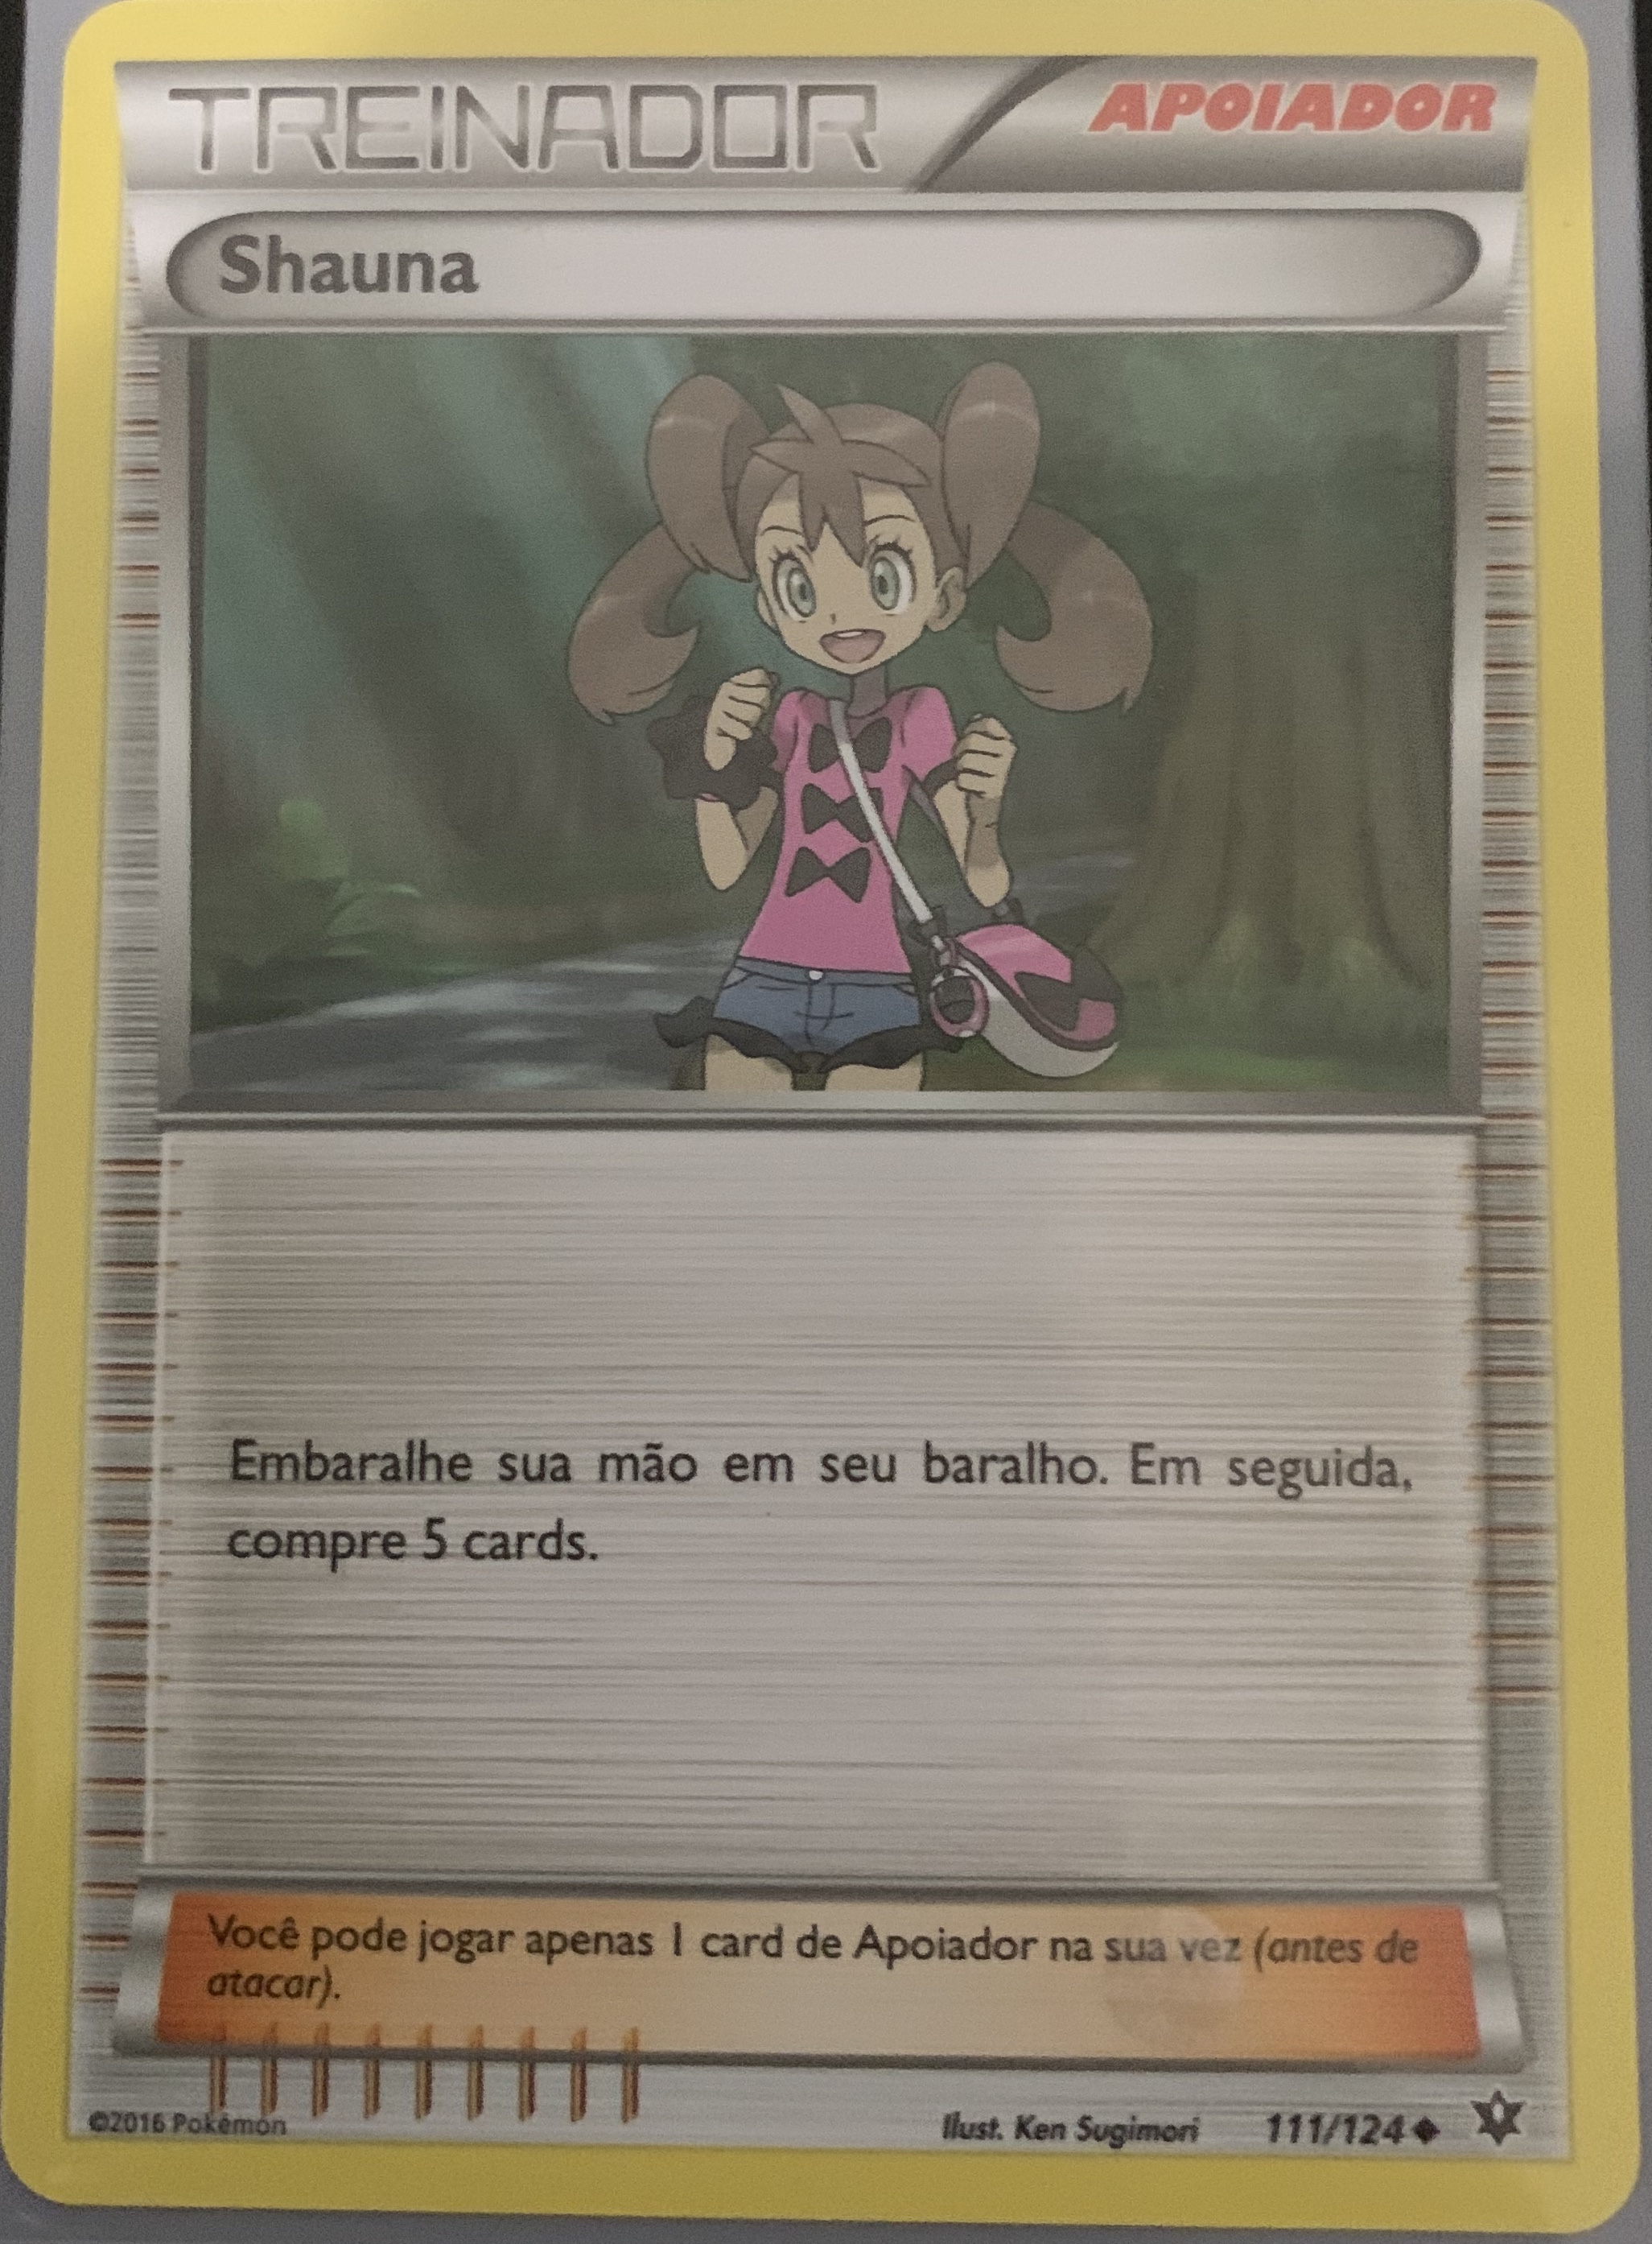 TREINADOR APOIADOR
Shauna
Embaralhe sua mão em seu baralho. Em seguida,
compre 5 cards.
Você pode jogar apenas 1 card de Apoiador na sua vez (antes de
atacar).
©2016 Pokémon Ilust. Ken Sugimori 111/124